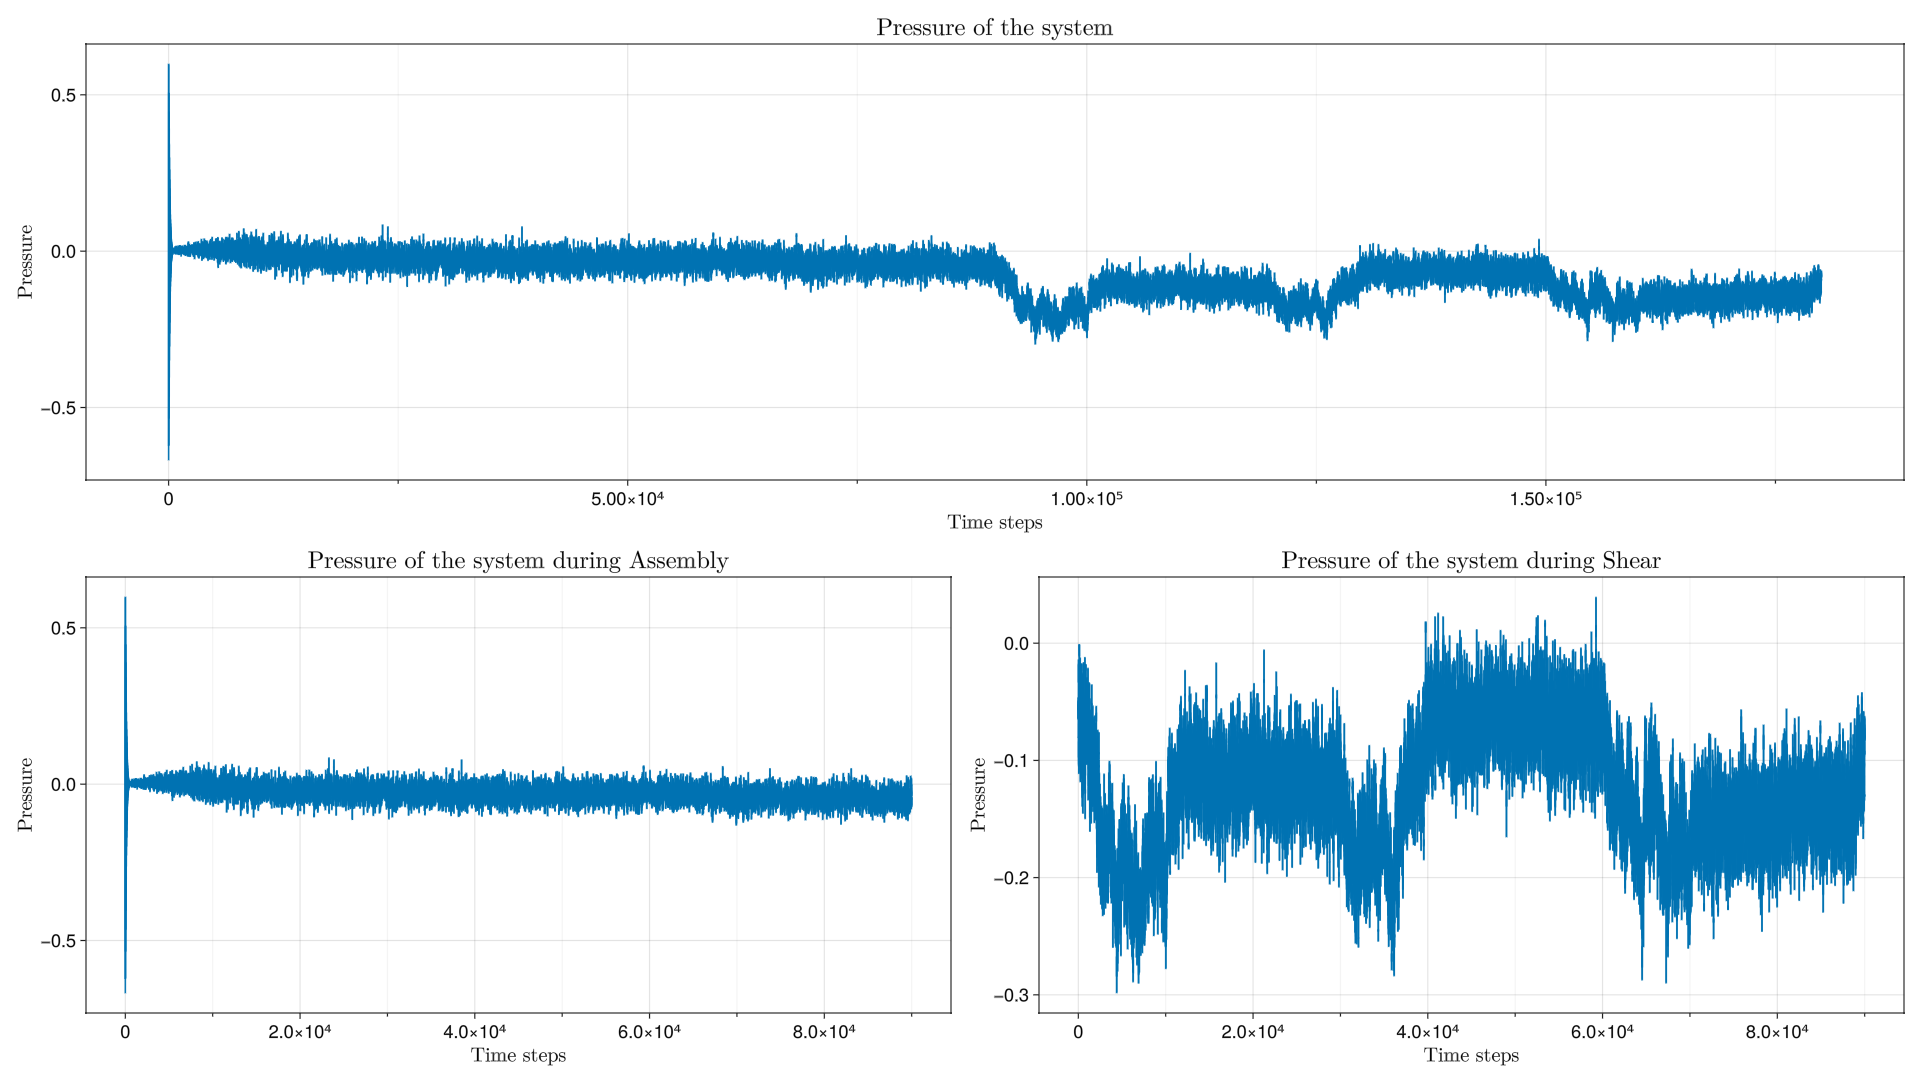 Pressure of the system
Pressure
0.5
0.0
−0.5
0
5.00×10⁴
1.00×10⁵
1.50×10⁵
Time steps
Pressure of the system during Assembly
Pressure
0.5
0.0
−0.5
0
2.0×10⁴
4.0×10⁴
6.0×10⁴
8.0×10⁴
Time steps
Pressure of the system during Shear
Pressure
0.0
−0.1
−0.2
−0.3
0
2.0×10⁴
4.0×10⁴
6.0×10⁴
8.0×10⁴
Time steps